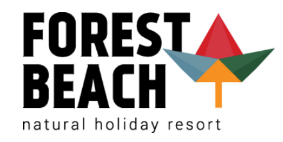 FOREST
BEACH
natural holiday resort